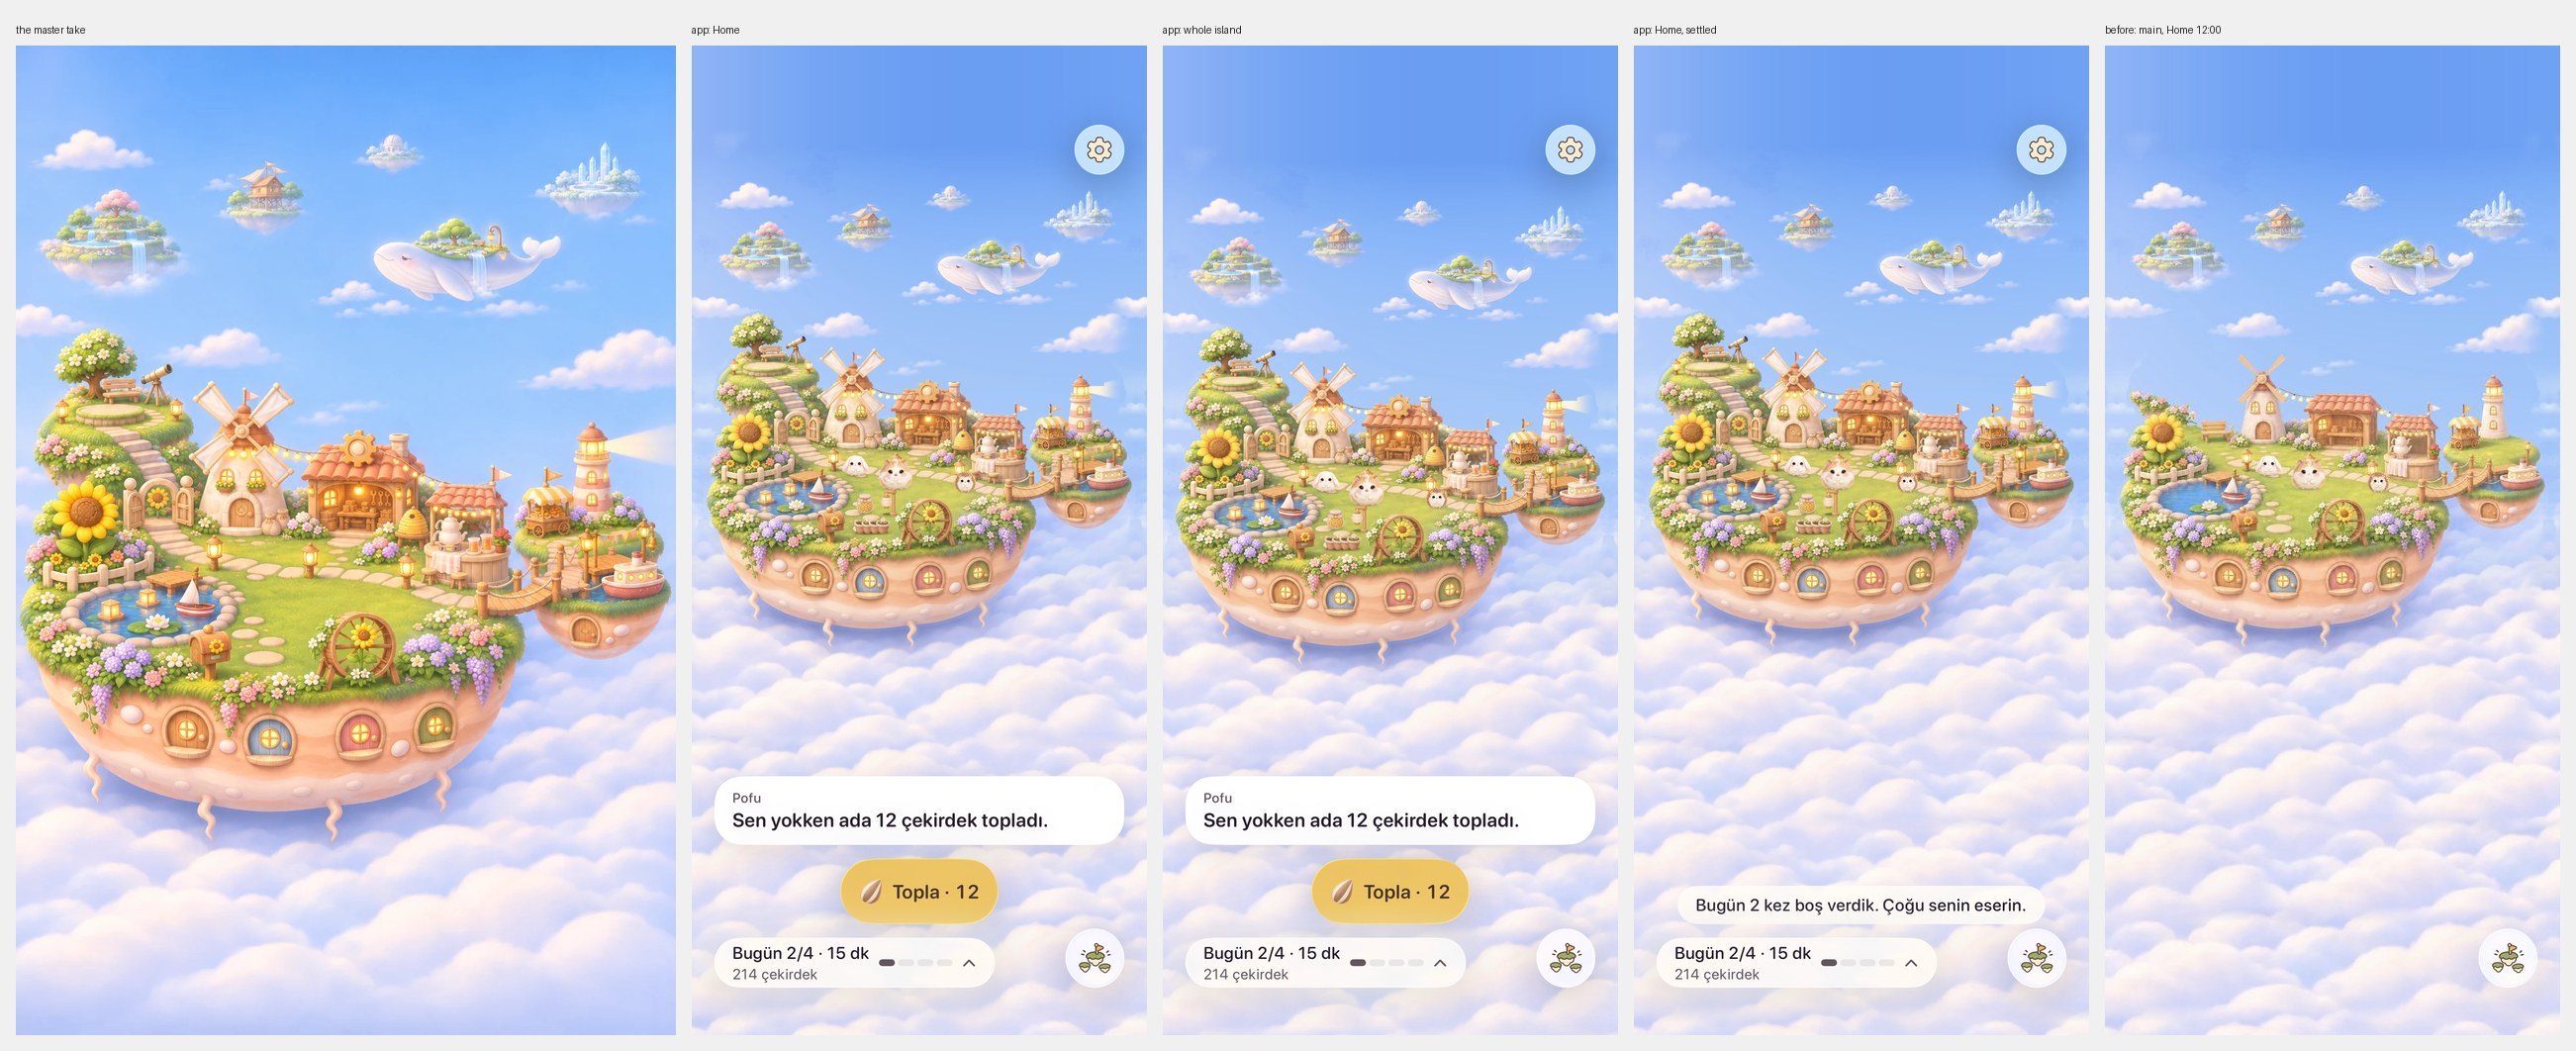 the master take
app: Home
app: whole island
app: Home, settled
before: main, Home 12:00
Pofu
Sen yokken ada 12 çekirdek topladı.
Topla · 12
Bugün 2/4 · 15 dk
214 çekirdek
Pofu
Sen yokken ada 12 çekirdek topladı.
Topla · 12
Bugün 2/4 · 15 dk
214 çekirdek
Bugün 2 kez boş verdik. Çoğu senin eserin.
Bugün 2/4 · 15 dk
214 çekirdek